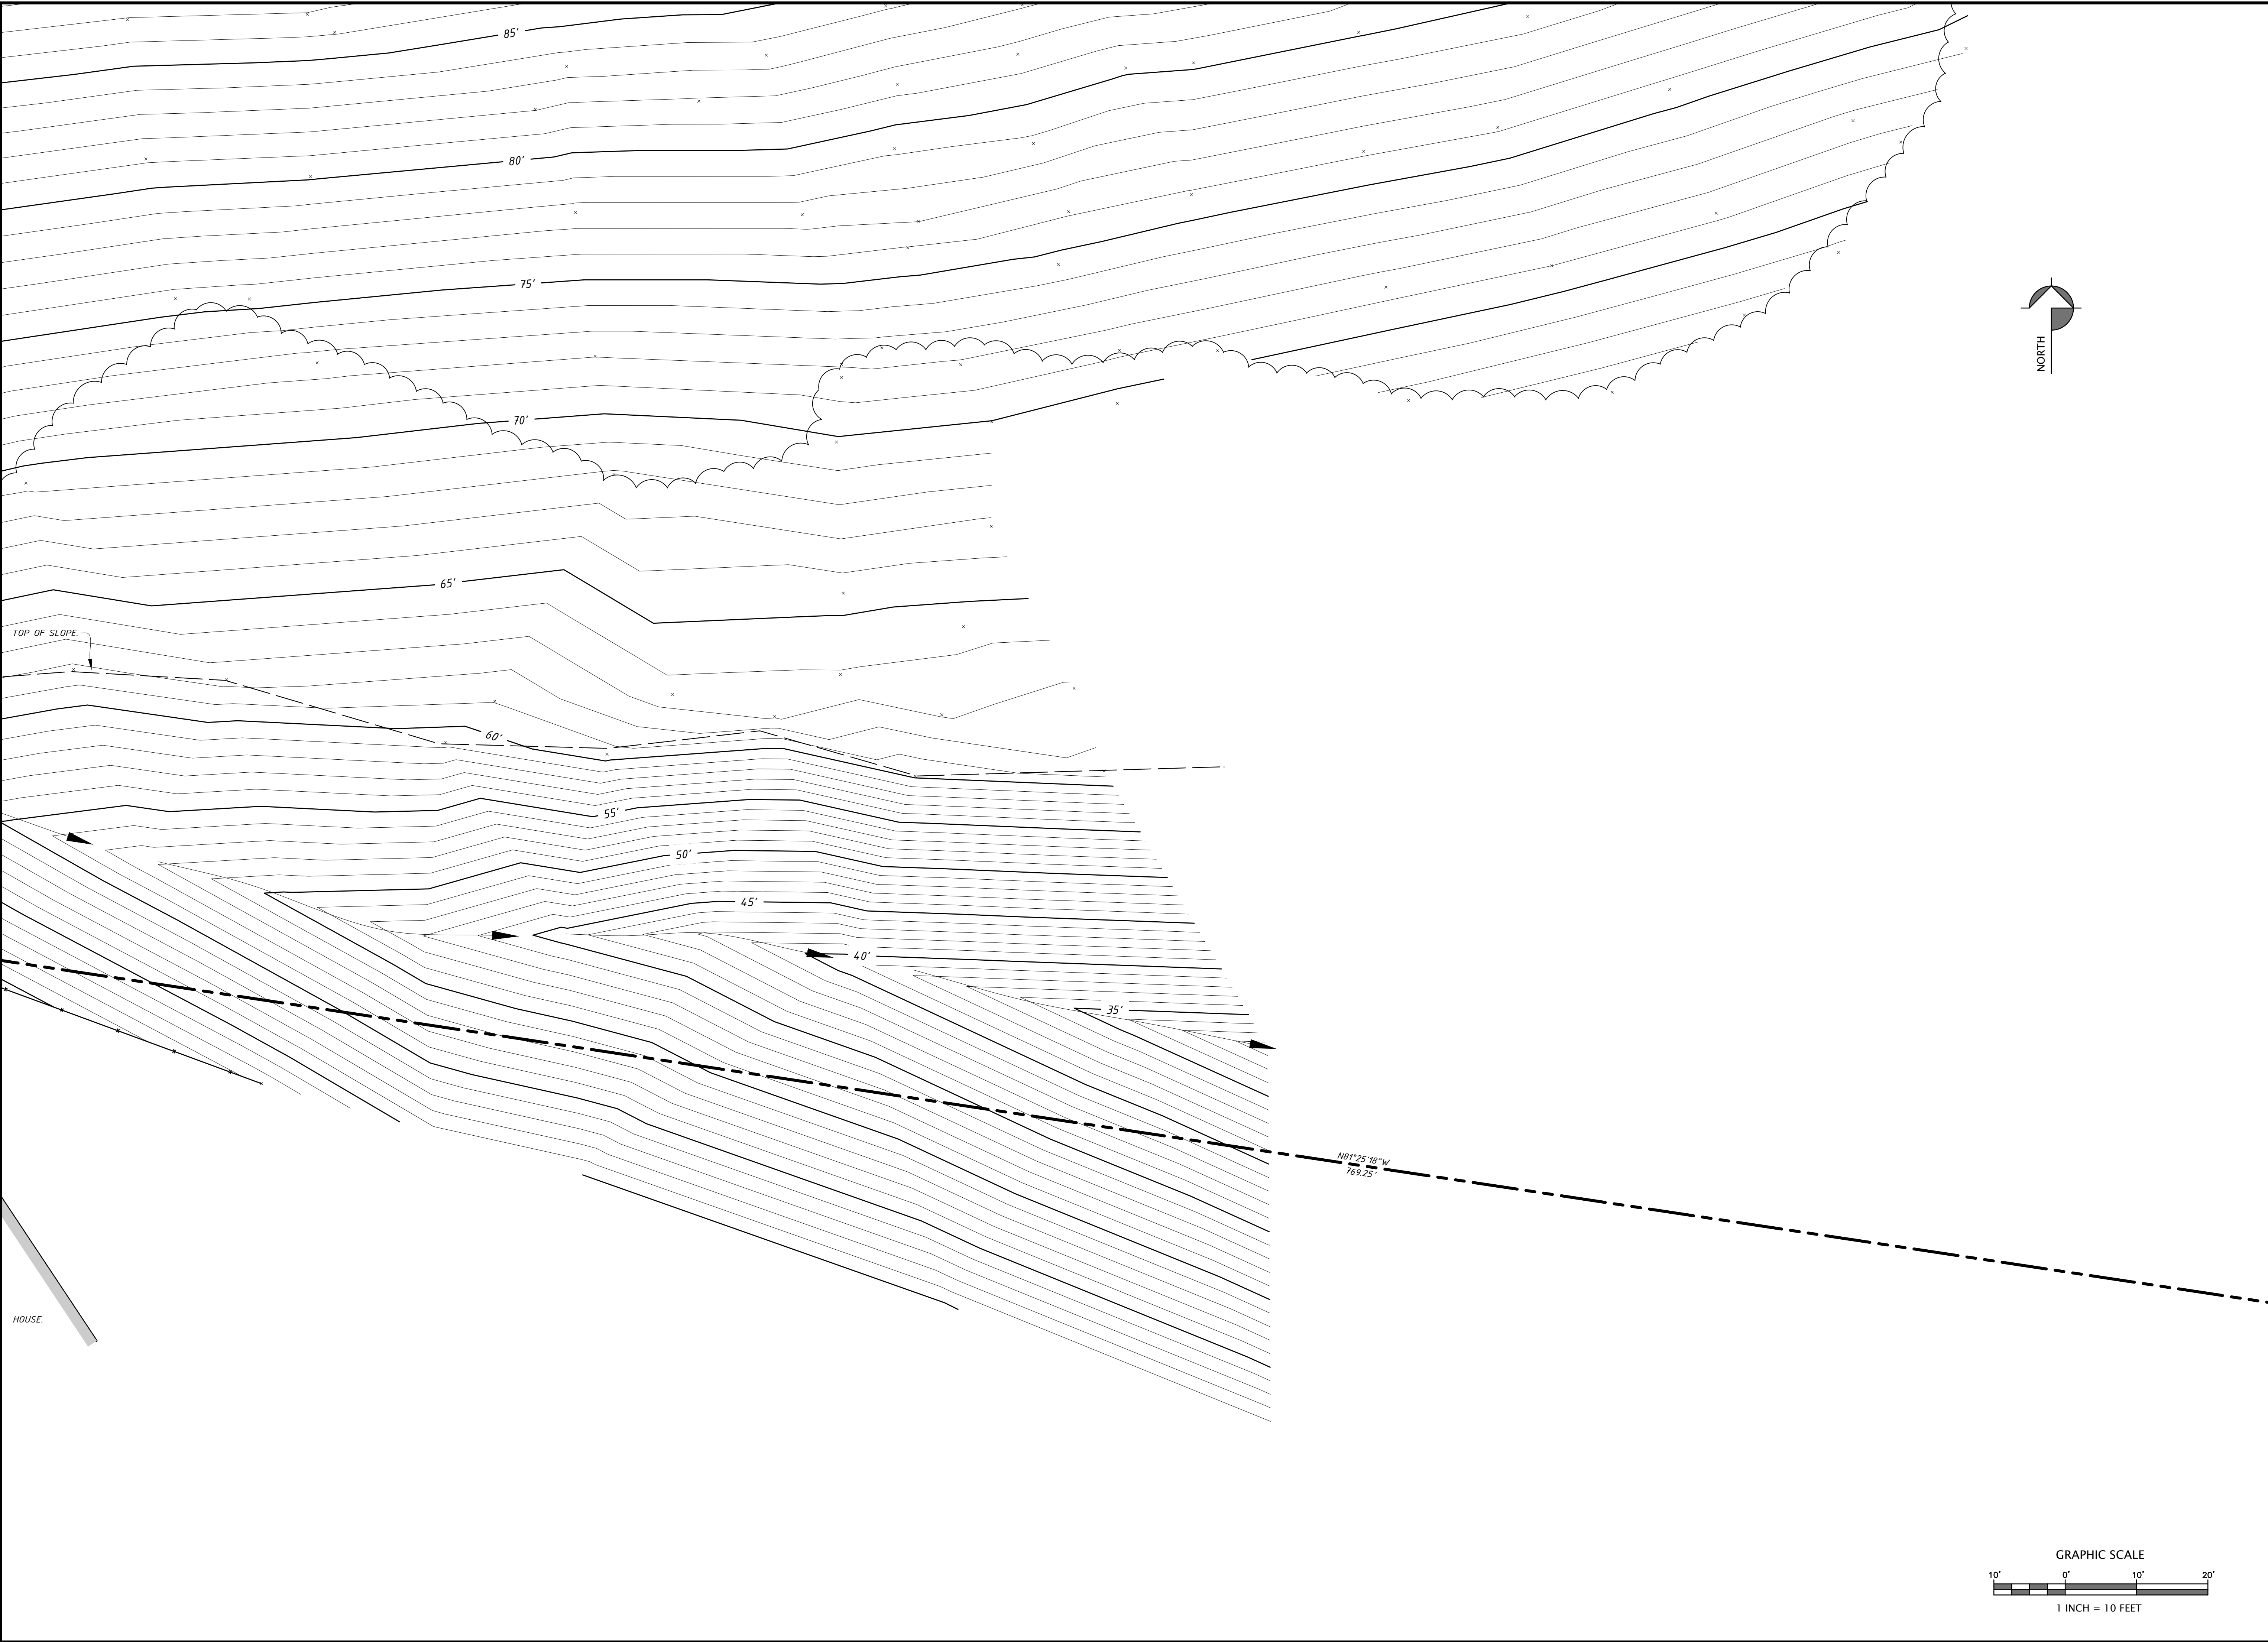 85'
80'
75'
70'
65'
TOP OF SLOPE.
60'
55'
50'
45'
40'
35'
N81°25'18"W
769.25'
HOUSE.
NORTH
GRAPHIC SCALE
10' 0' 10' 20'
1 INCH = 10 FEET